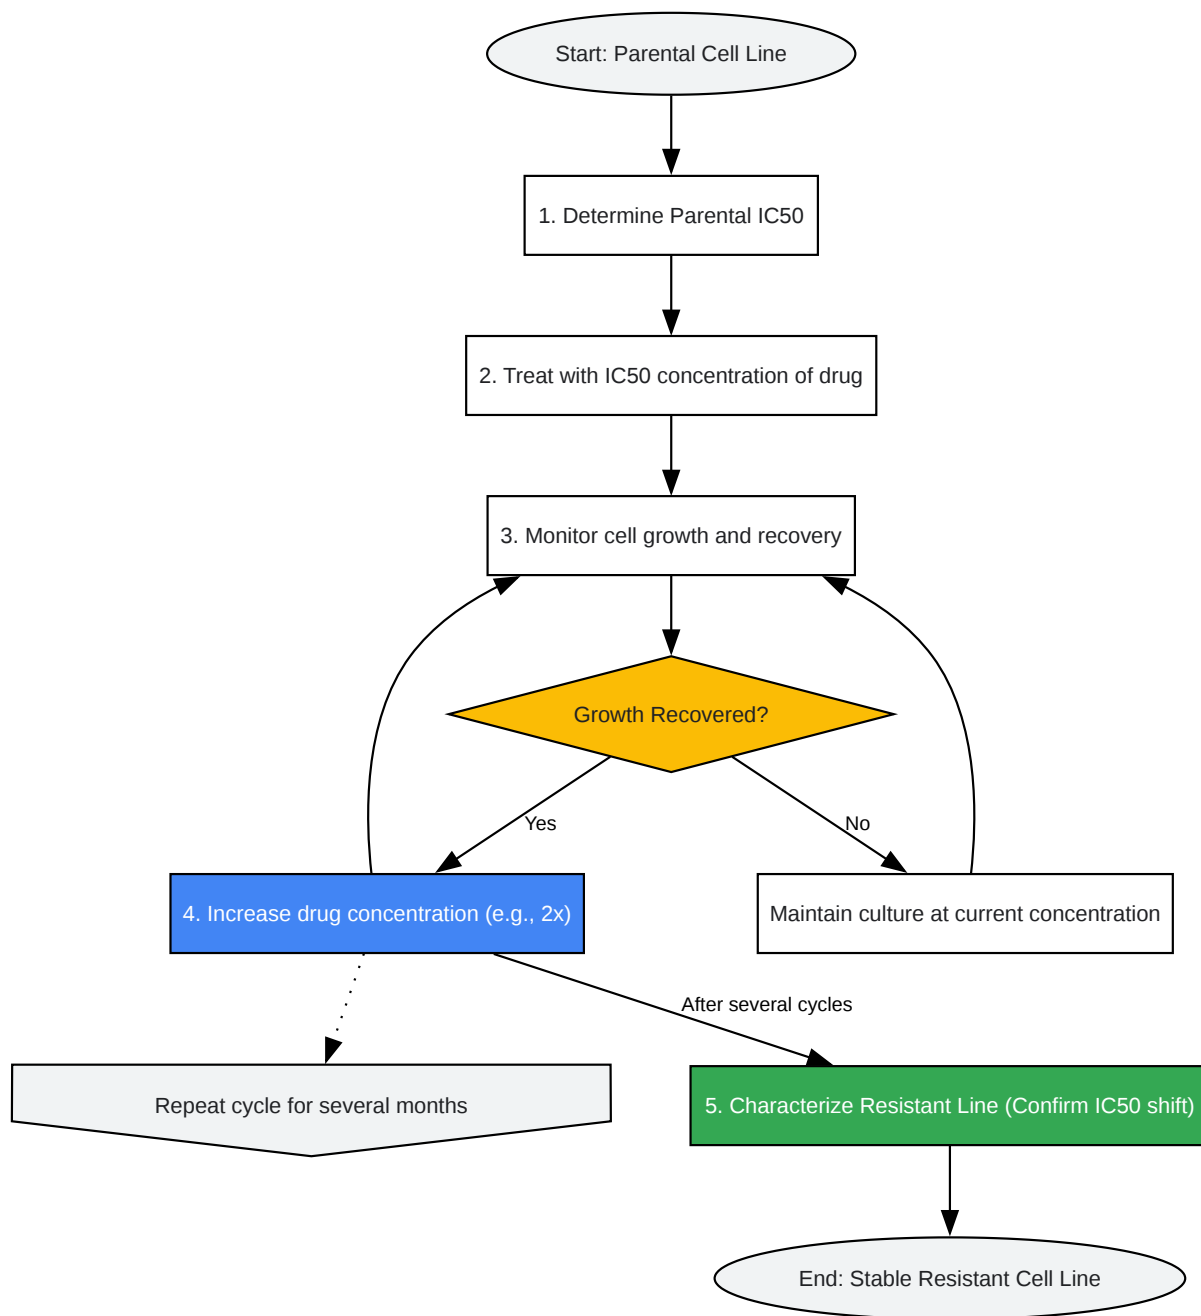 Start: Parental Cell Line
1. Determine Parental IC50
2. Treat with IC50 concentration of drug
3. Monitor cell growth and recovery
Growth Recovered?
Yes
No
4. Increase drug concentration (e.g., 2x)
Maintain culture at current concentration
After several cycles
Repeat cycle for several months
5. Characterize Resistant Line (Confirm IC50 shift)
End: Stable Resistant Cell Line